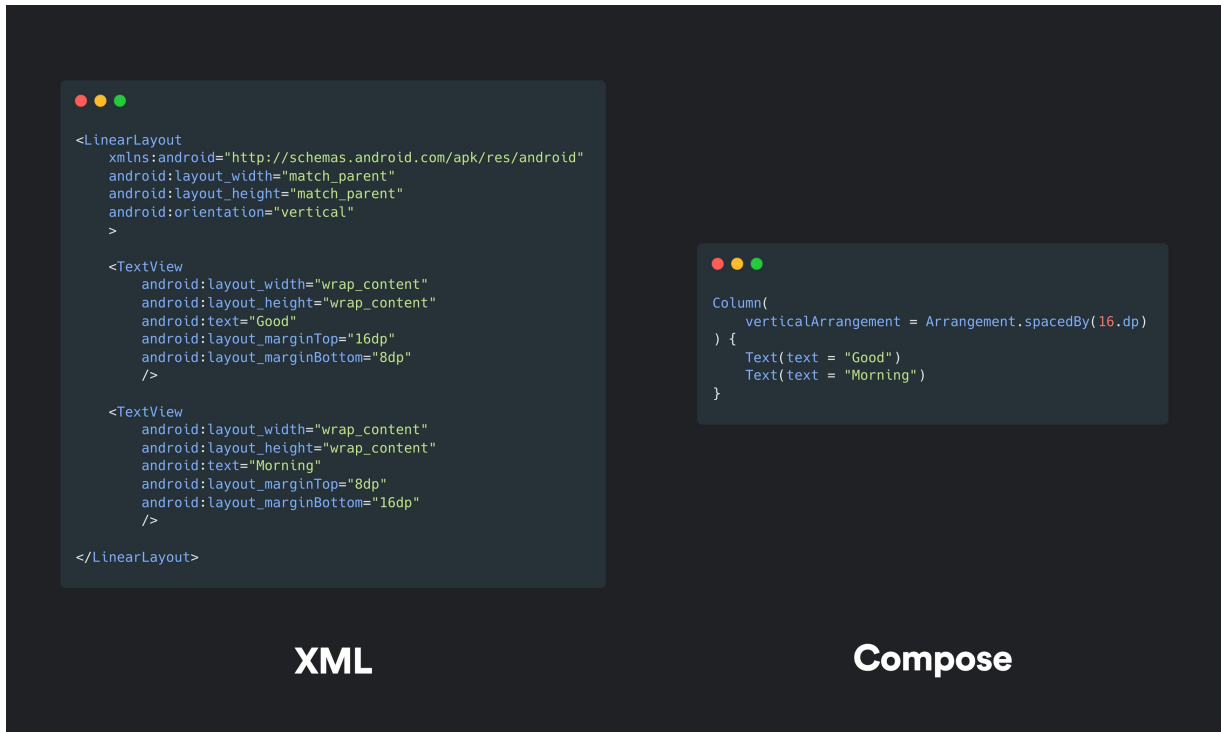 <LinearLayout
    xmlns:android="http://schemas.android.com/apk/res/android"
    android:layout_width="match_parent"
    android:layout_height="match_parent"
    android:orientation="vertical"
    >

    <TextView
        android:layout_width="wrap_content"
        android:layout_height="wrap_content"
        android:text="Good"
        android:layout_marginTop="16dp"
        android:layout_marginBottom="8dp"
        />

    <TextView
        android:layout_width="wrap_content"
        android:layout_height="wrap_content"
        android:text="Morning"
        android:layout_marginTop="8dp"
        android:layout_marginBottom="16dp"
        />

</LinearLayout>
XML
Column(
    verticalArrangement = Arrangement.spacedBy(16.dp)
) {
    Text(text = "Good")
    Text(text = "Morning")
}
Compose